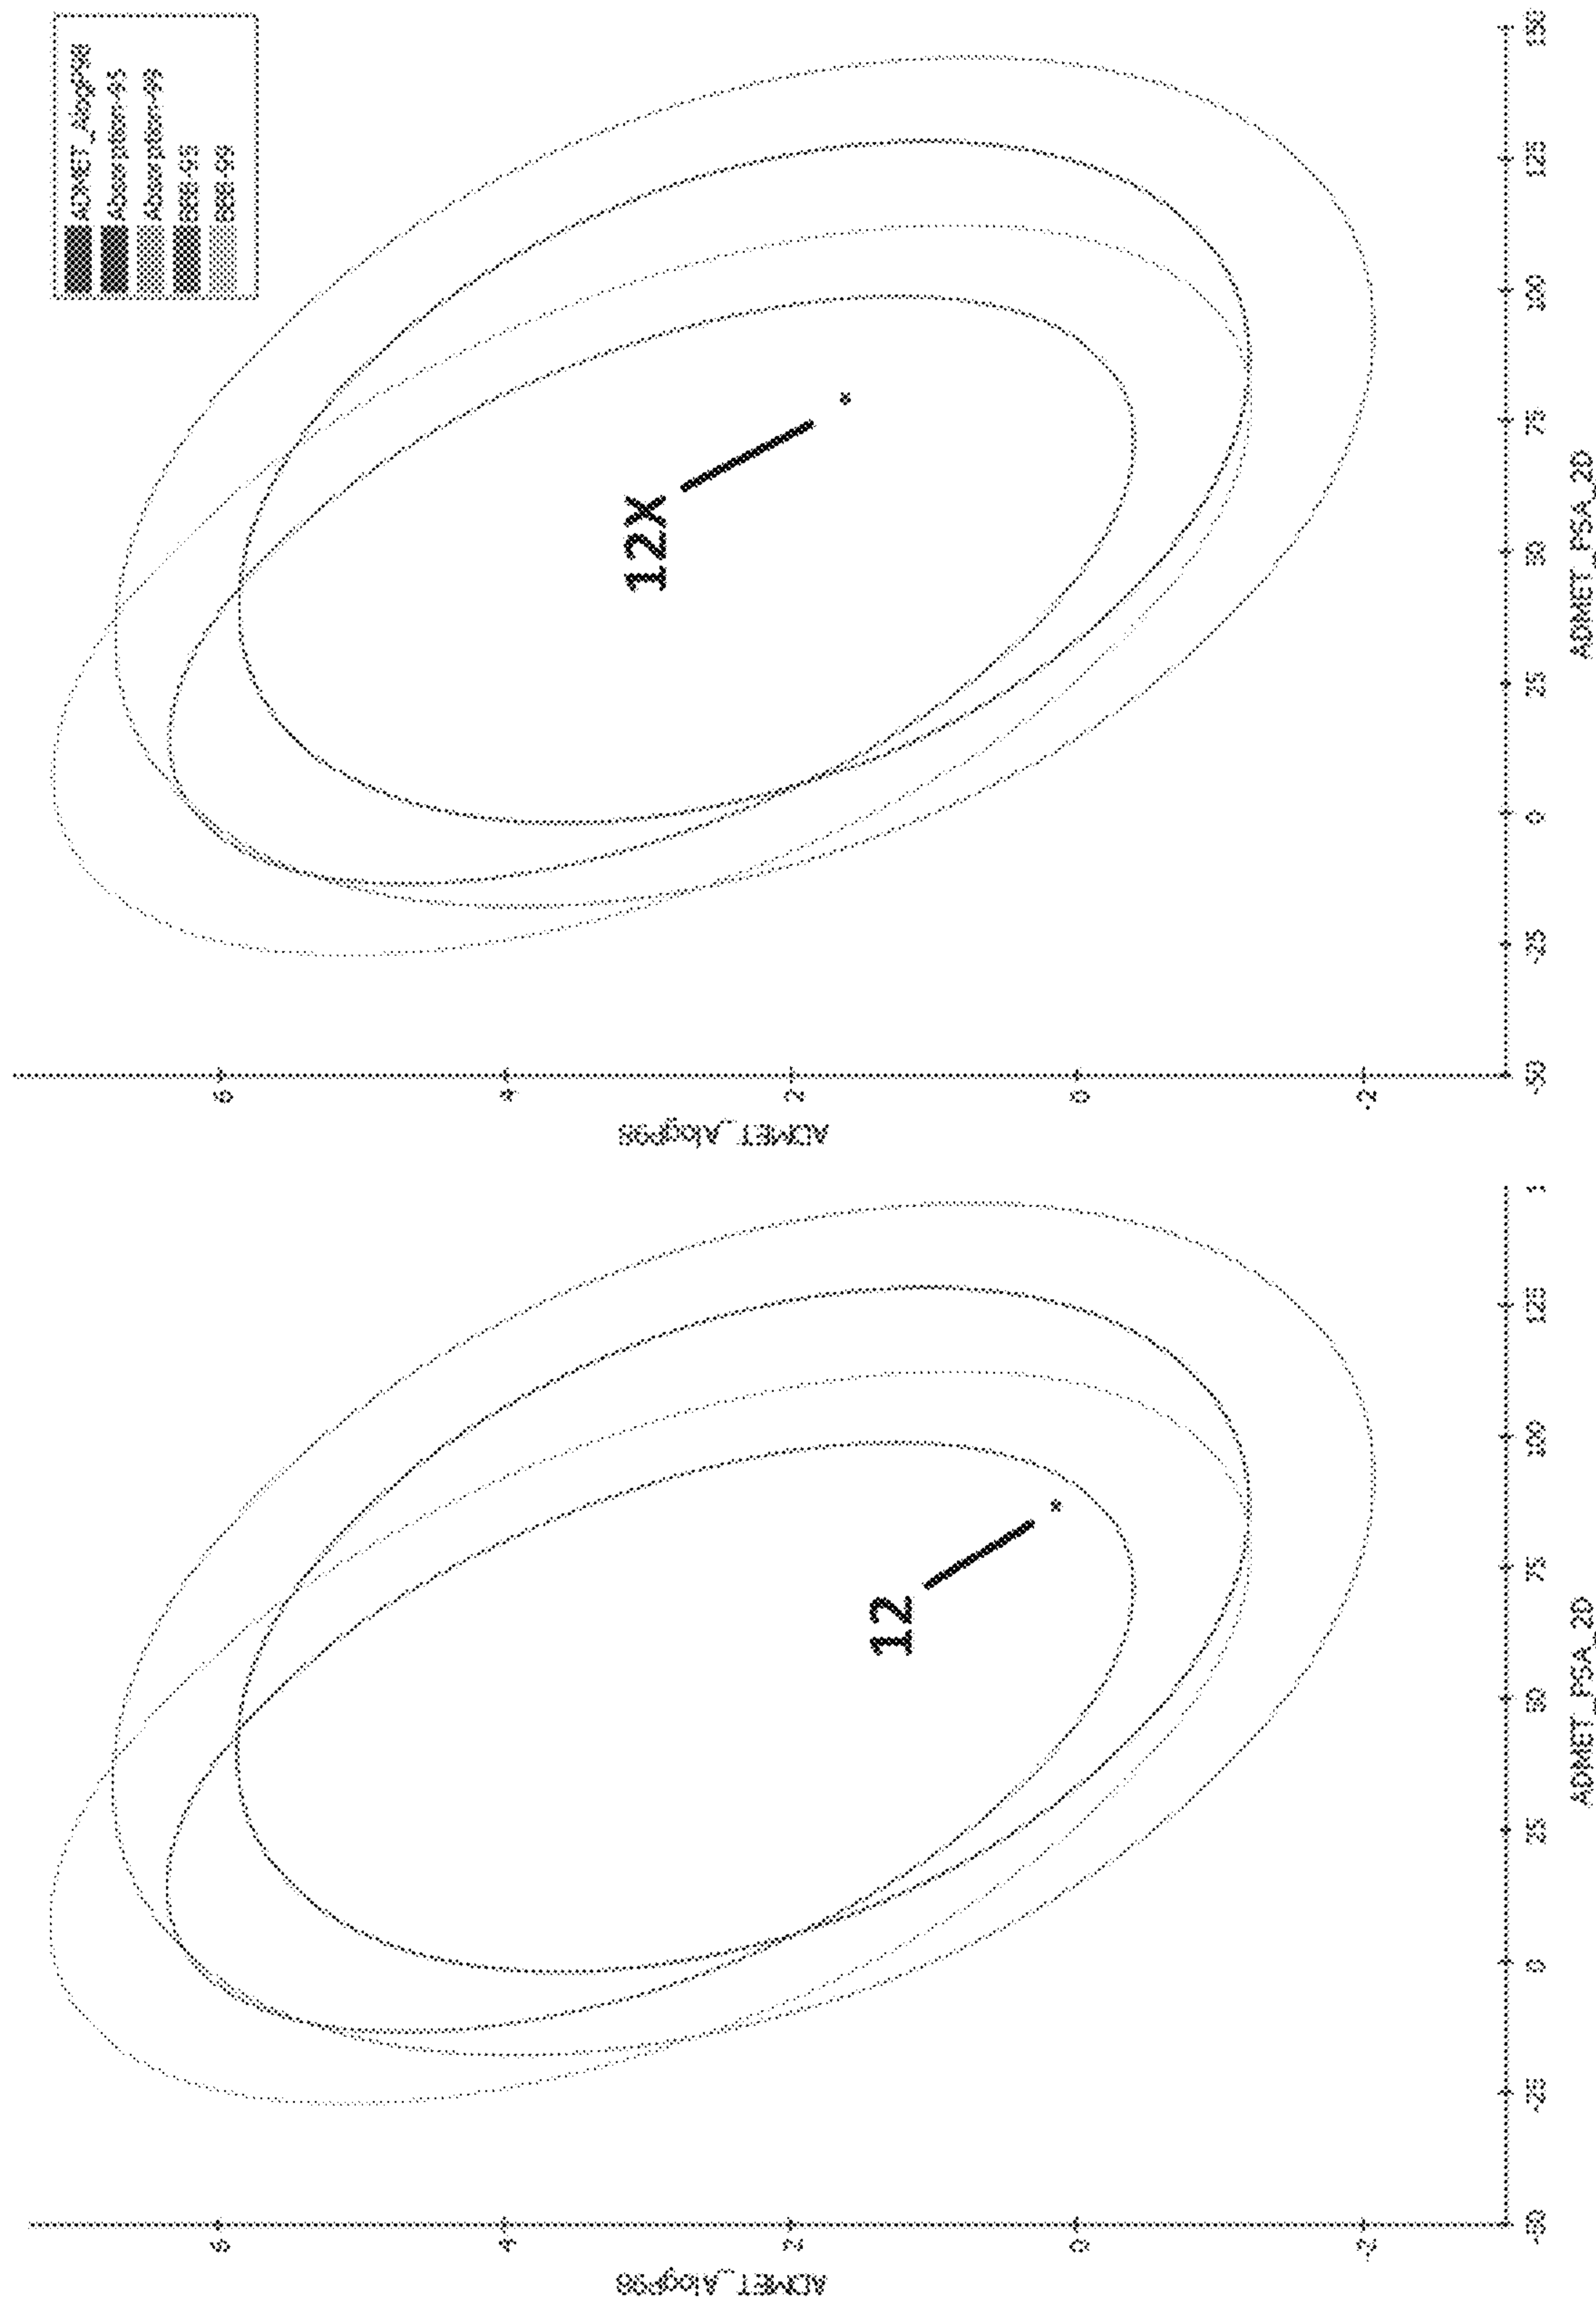 ADMET_AlogP98
6
4
2
0
-2
12
-50
-25
0
25
50
75
100
125
1
ADMET_PSA_2D
ADMET_AlogP98
Absorption-95
Absorption-99
BBB-95
BBB-99
ADMET_AlogP98
6
4
2
0
-2
12X
-50
-25
0
25
50
75
100
125
150
ADMET_PSA_2D